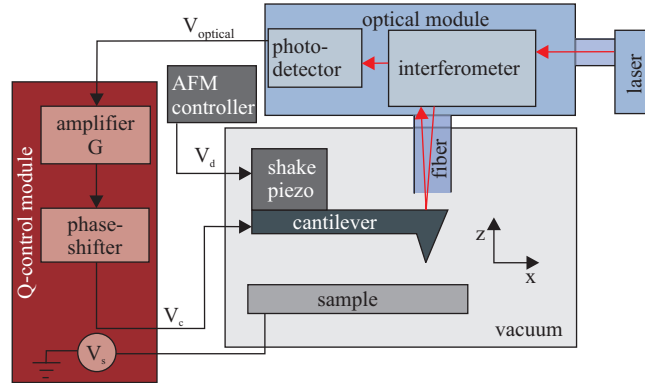 optical module
V_optical
photo-
detector
interferometer
laser
AFM
controller
amplifier
G
V_d
shake
piezo
fiber
cantilever
phase-
shifter
Q-control module
z
x
sample
V_c
V_s
vacuum